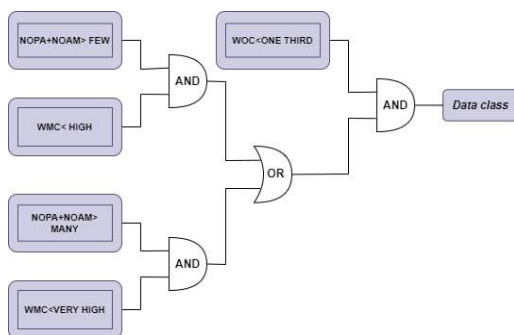 NOPA+NOAM> FEW
WOC<ONE THIRD
AND
WMC< HIGH
AND
Data class
OR
NOPA+NOAM>
MANY
AND
WMC<VERY HIGH